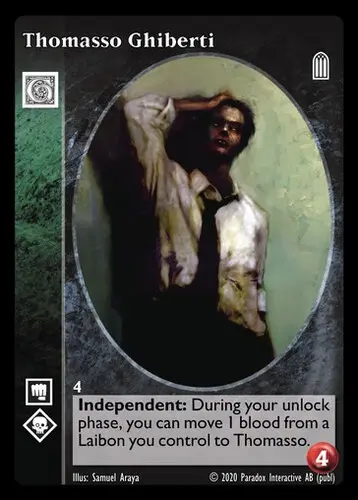 Thomasso Ghiberti
4
Independent: During your unlock
phase, you can move 1 blood from a
Laibon you control to Thomasso.
4
Illus: Samuel Araya
© 2020 Paradox Interactive AB (publ)